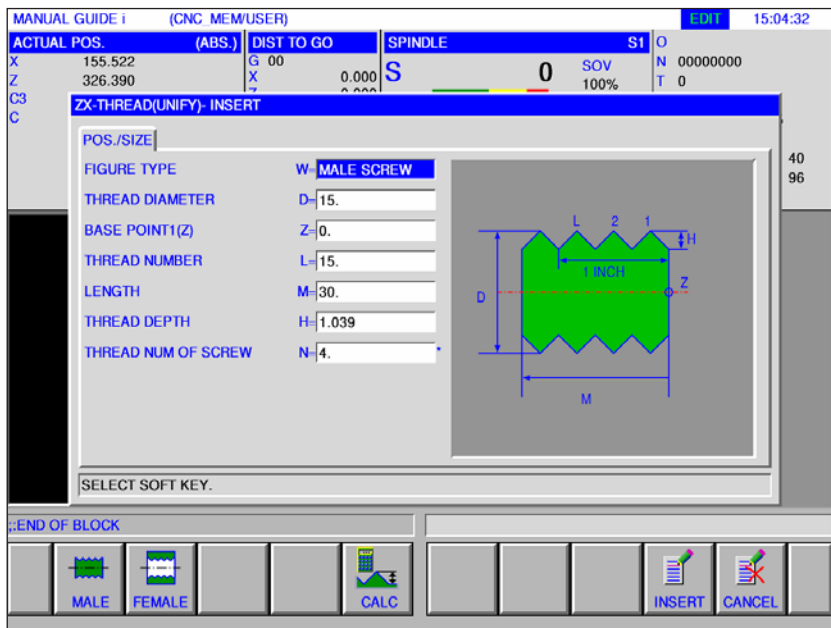 MANUAL GUIDE i (CNC_MEM/USER) EDIT 15:04:32
ACTUAL POS. (ABS.) DIST TO GO SPINDLE S1 O
X 155.522 G 00 S 0 SOV N 00000000
Z 326.390 X 0.000 100% T 0
C3
C
40
96
ZX-THREAD(UNIFY)- INSERT
POS./SIZE
FIGURE TYPE W= MALE SCREW
THREAD DIAMETER D= 15.
BASE POINT1(Z) Z= 0.
THREAD NUMBER L= 15.
LENGTH M= 30.
THREAD DEPTH H= 1.039
THREAD NUM OF SCREW N= 4. *
L 2 1
H
1 INCH
Z
D
M
SELECT SOFT KEY.
;:END OF BLOCK
MALE FEMALE CALC INSERT CANCEL